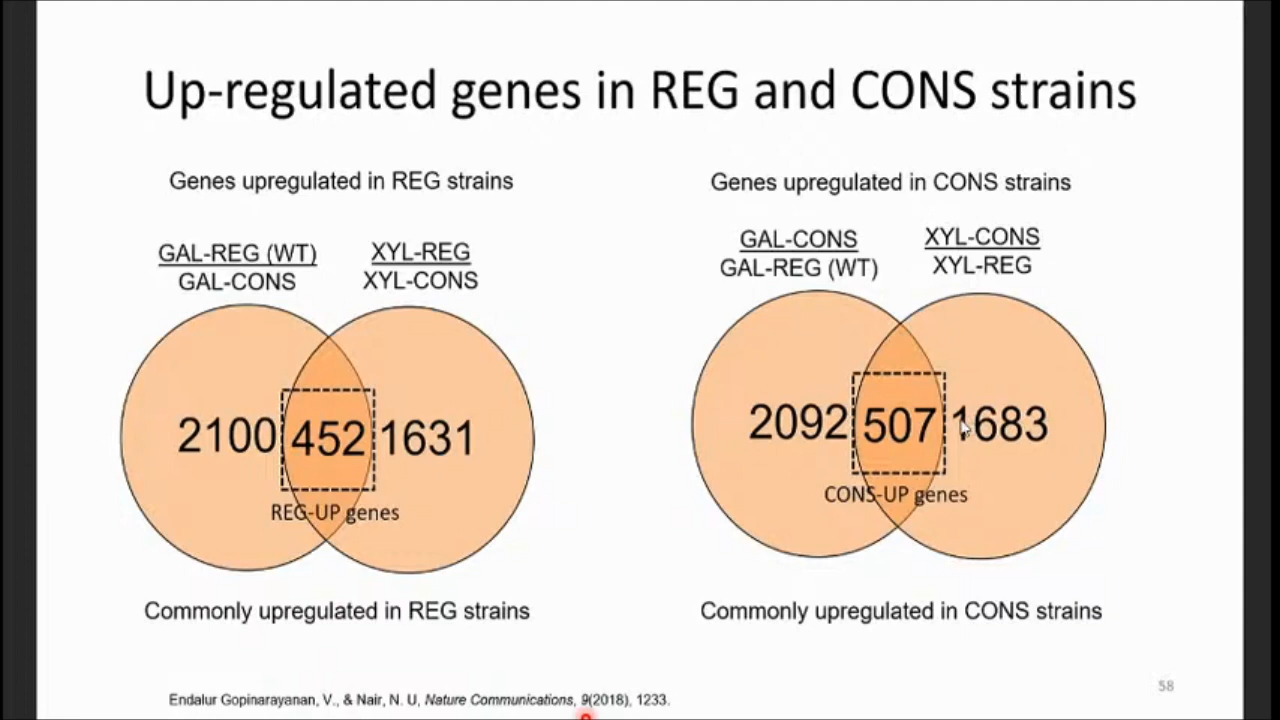 Up-regulated genes in REG and CONS strains
Genes upregulated in REG strains
GAL-REG (WT)
GAL-CONS
XYL-REG
XYL-CONS
2100
452
1631
REG-UP genes
Commonly upregulated in REG strains
Genes upregulated in CONS strains
GAL-CONS
GAL-REG (WT)
XYL-CONS
XYL-REG
2092
507
1683
CONS-UP genes
Commonly upregulated in CONS strains
Endalur Gopinarayanan, V., & Nair, N. U, Nature Communications, 9(2018), 1233.
58